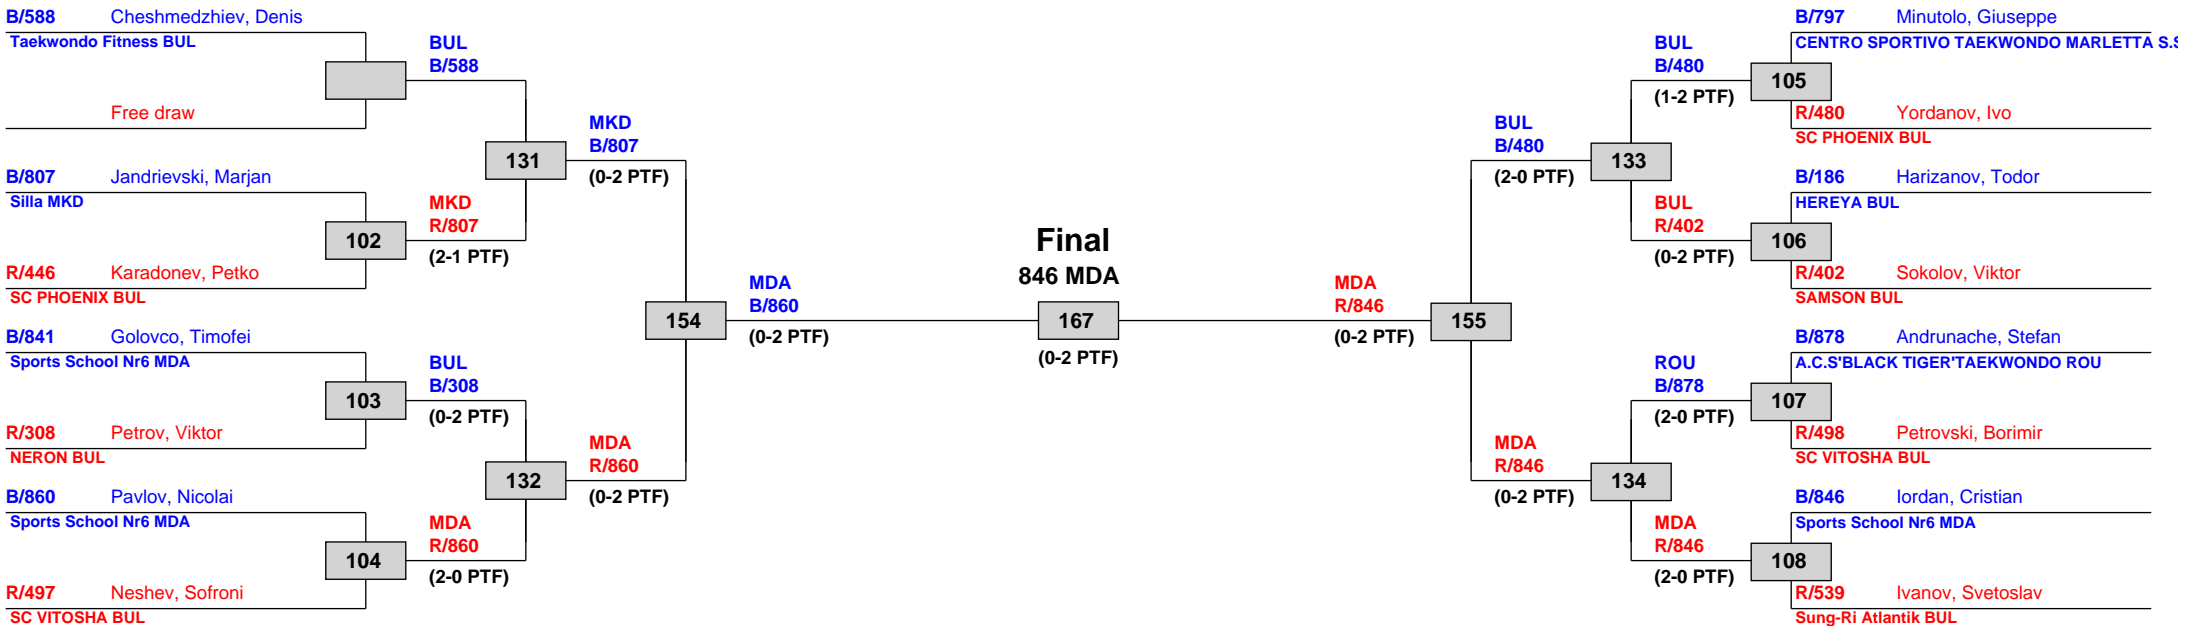 B/588 Cheshmedzhiev, Denis
Taekwondo Fitness BUL
Free draw
B/807 Jandrievski, Marjan
Silla MKD
102
R/446 Karadonev, Petko
SC PHOENIX BUL
B/841 Golovco, Timofei
Sports School Nr6 MDA
103
R/308 Petrov, Viktor
NERON BUL
B/860 Pavlov, Nicolai
Sports School Nr6 MDA
104
R/497 Neshev, Sofroni
SC VITOSHA BUL
BUL
B/588
131
MKD
R/807
(2-1 PTF)
BUL
B/308
(0-2 PTF)
132
MDA
R/860
(2-0 PTF)
MKD
B/807
(0-2 PTF)
154
MDA
R/860
(0-2 PTF)
MDA
B/860
(0-2 PTF)
Final
846 MDA
167
(0-2 PTF)
MDA
R/846
(0-2 PTF)
155
BUL
B/480
(2-0 PTF)
MDA
R/846
(0-2 PTF)
BUL
B/480
(1-2 PTF)
133
BUL
R/402
(0-2 PTF)
ROU
B/878
(2-0 PTF)
134
MDA
R/846
(2-0 PTF)
B/797 Minutolo, Giuseppe
CENTRO SPORTIVO TAEKWONDO MARLETTA S.S
105
R/480 Yordanov, Ivo
SC PHOENIX BUL
B/186 Harizanov, Todor
HEREYA BUL
106
R/402 Sokolov, Viktor
SAMSON BUL
B/878 Andrunache, Stefan
A.C.S'BLACK TIGER'TAEKWONDO ROU
107
R/498 Petrovski, Borimir
SC VITOSHA BUL
B/846 Iordan, Cristian
Sports School Nr6 MDA
108
R/539 Ivanov, Svetoslav
Sung-Ri Atlantik BUL